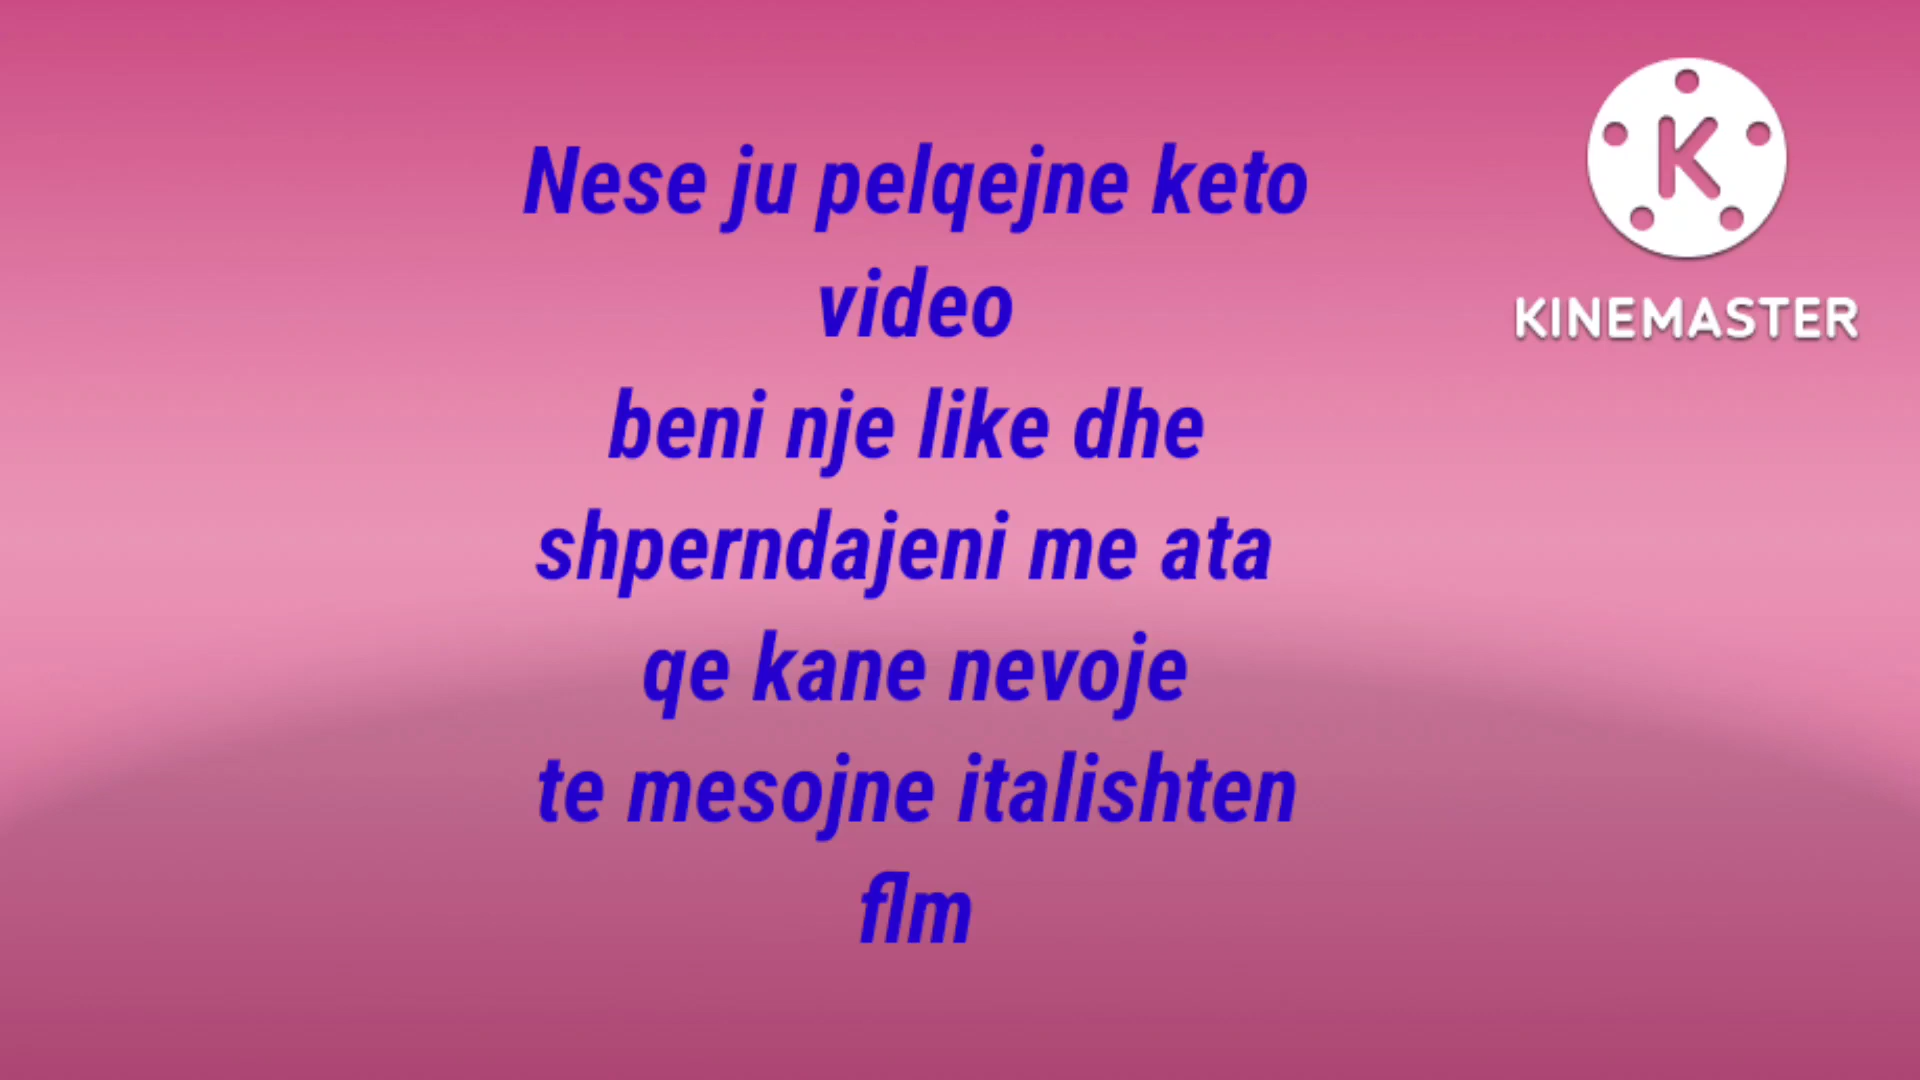 Nese ju pelqejne keto
video
beni nje like dhe
shperndajeni me ata
qe kane nevoje
te mesojne italishten
flm
K
KINEMASTER